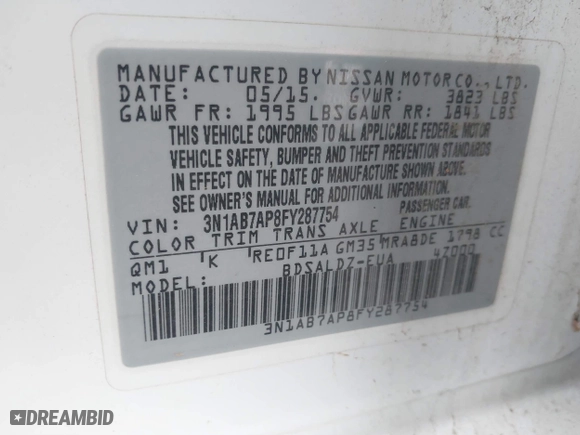 MANUFACTURED BY NISSAN MOTOR CO., LTD.
DATE: 05/15. GVWR: 3823 LBS
GAWR FR: 1995 LBS GAWR RR: 1841 LBS
THIS VEHICLE CONFORMS TO ALL APPLICABLE FEDERAL MOTOR
VEHICLE SAFETY, BUMPER AND THEFT PREVENTION STANDARDS
IN EFFECT ON THE DATE OF MANUFACTURE SHOWN ABOVE.
SEE OWNER'S MANUAL FOR ADDITIONAL INFORMATION.
PASSENGER CAR
VIN: 3N1AB7AP8FY287754
COLOR TRIM TRANS AXLE ENGINE
QM1 K RE0F11A GM35 MRA8DE 1798 CC
MODEL: BDSALDZ-EUA 4Z000
3N1AB7AP8FY287754
DREAMBID